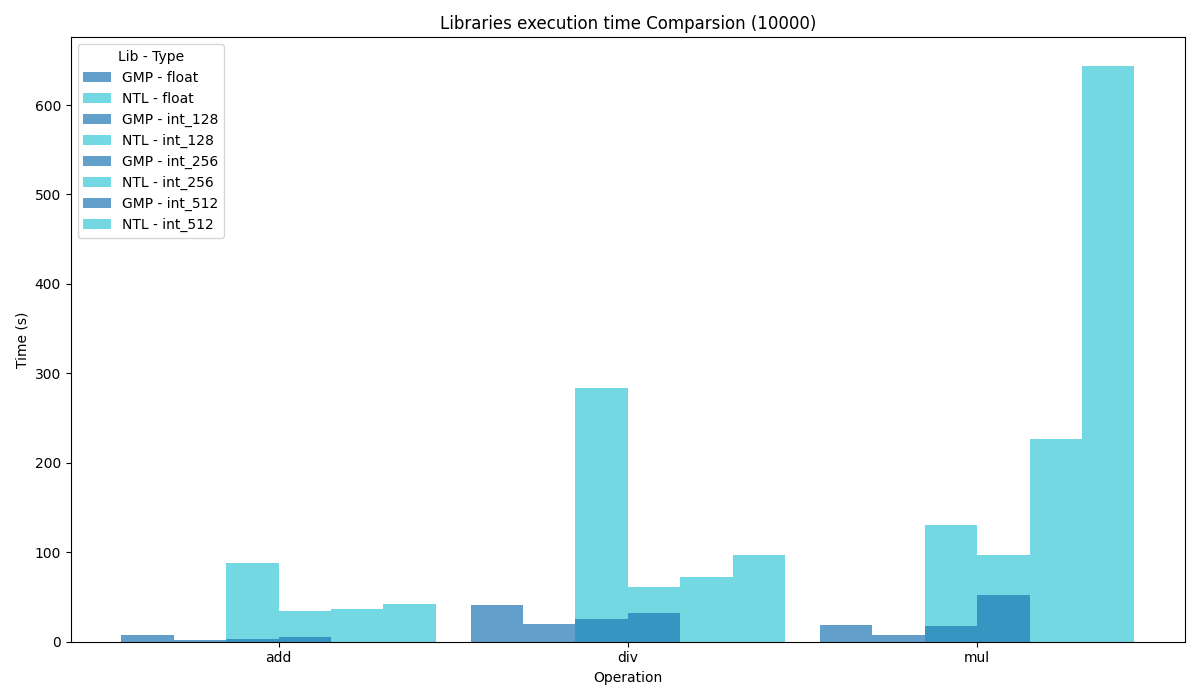 Libraries execution time Comparsion (10000)
Lib - Type
GMP - float
NTL - float
GMP - int_128
NTL - int_128
GMP - int_256
NTL - int_256
GMP - int_512
NTL - int_512
Time (s)
600
500
400
300
200
100
0
add div mul
Operation